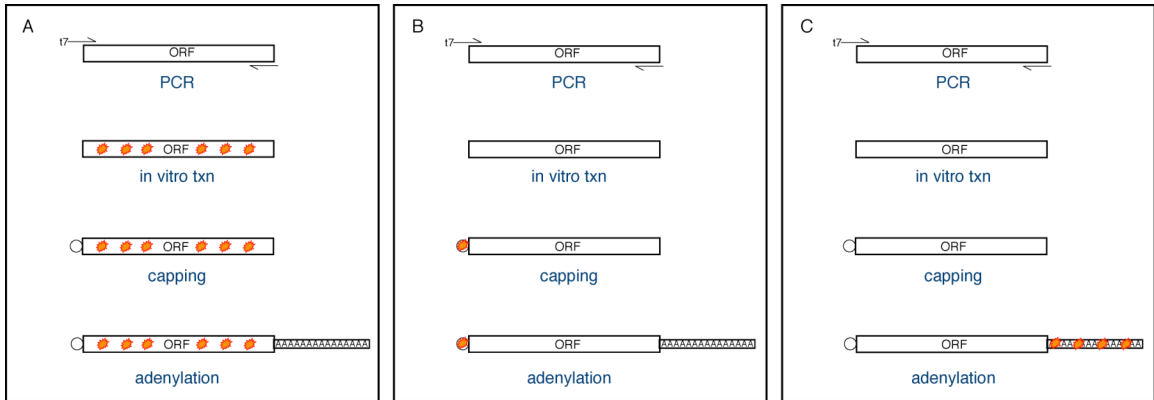 A
t7
ORF
PCR
ORF
in vitro txn
ORF
capping
ORF
AAAAAAAAAAAAAAA
adenylation
B
t7
ORF
PCR
ORF
in vitro txn
ORF
capping
ORF
AAAAAAAAAAAAAAA
adenylation
C
t7
ORF
PCR
ORF
in vitro txn
ORF
capping
ORF
adenylation